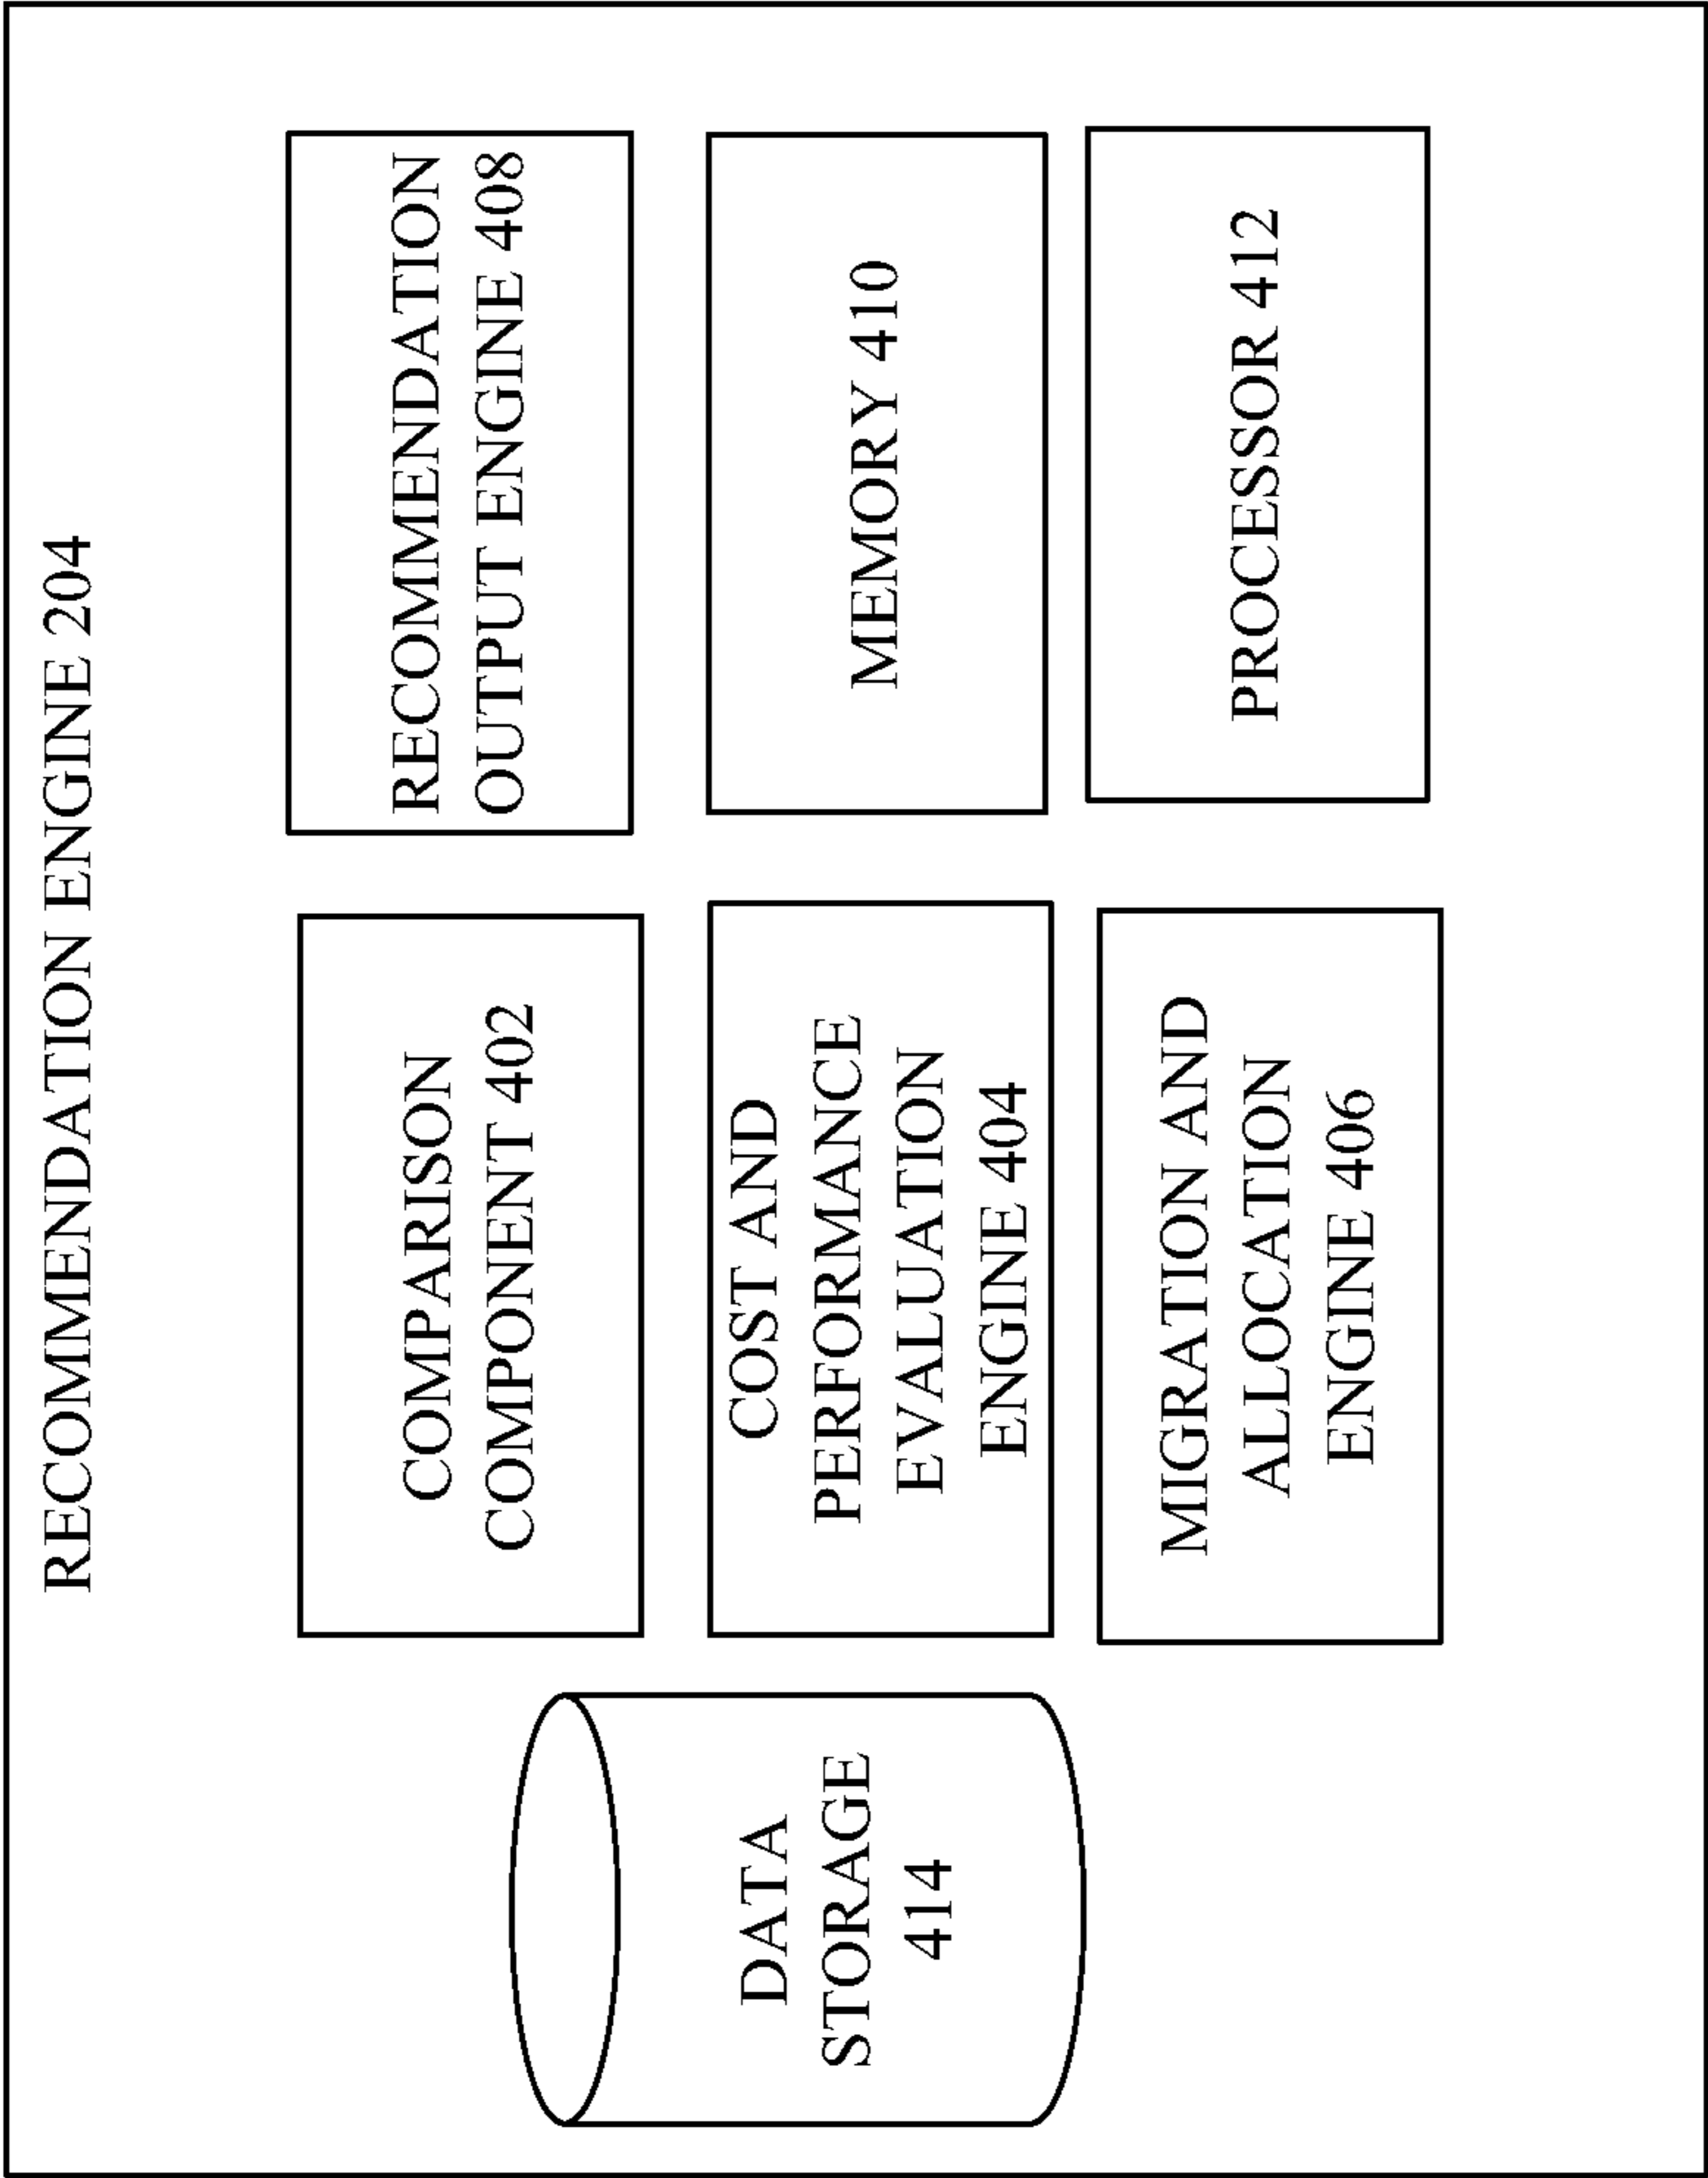 RECOMMENDATION ENGINE 204
DATA
STORAGE
414
COMPARISON
COMPONENT 402
COST AND
PERFORMANCE
EVALUATION
ENGINE 404
MIGRATION AND
ALLOCATION
ENGINE 406
RECOMMENDATION
OUTPUT ENGINE 408
MEMORY 410
PROCESSOR 412